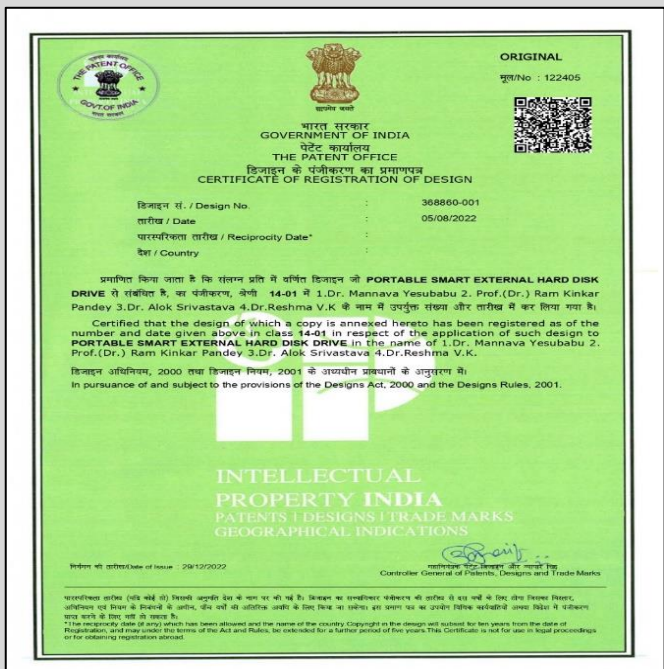 ORIGINAL
मूल/No : 122405
THE PATENT OFFICE
GOVT.OF INDIA
सत्यमेव जयते
भारत सरकार
GOVERNMENT OF INDIA
पेटेंट कार्यालय
THE PATENT OFFICE
डिजाइन के पंजीकरण का प्रमाणपत्र
CERTIFICATE OF REGISTRATION OF DESIGN
डिजाइन सं. / Design No. : 368860-001
तारीख / Date : 05/08/2022
पारस्परिकता तारीख / Reciprocity Date* :
देश / Country :
प्रमाणित किया जाता है कि संलग्न प्रति में वर्णित डिजाइन जो PORTABLE SMART EXTERNAL HARD DISK
DRIVE से संबंधित है, का पंजीकरण, श्रेणी 14-01 में 1.Dr. Mannava Yesubabu 2. Prof.(Dr.) Ram Kinkar
Pandey 3.Dr. Alok Srivastava 4.Dr.Reshma V.K. के नाम में उपर्युक्त संख्या और तारीख में कर लिया गया है।
Certified that the design of which a copy is annexed hereto has been registered as of the
number and date given above in class 14-01 in respect of the application of such design to
PORTABLE SMART EXTERNAL HARD DISK DRIVE in the name of 1.Dr. Mannava Yesubabu 2.
Prof.(Dr.) Ram Kinkar Pandey 3.Dr. Alok Srivastava 4.Dr.Reshma V.K.
डिजाइन अधिनियम, 2000 तथा डिजाइन नियम, 2001 के अध्यधीन प्रावधानों के अनुसरण में।
In pursuance of and subject to the provisions of the Designs Act, 2000 and the Designs Rules, 2001.
INTELLECTUAL
PROPERTY INDIA
PATENTS | DESIGNS | TRADE MARKS
GEOGRAPHICAL INDICATIONS
निर्गमन की तारीख/Date of Issue : 29/12/2022
महानियंत्रक पेटेंट, डिजाइन और व्यापार चिह्न
Controller General of Patents, Designs and Trade Marks
*The reciprocity date (if any) which has been allowed and the name of the country. Copyright in the design will subsist for ten years from the date of
Registration, and may under the terms of the Act and Rules, be extended for a further period of five years. This Certificate is not for use in legal proceedings
or for obtaining registration abroad.